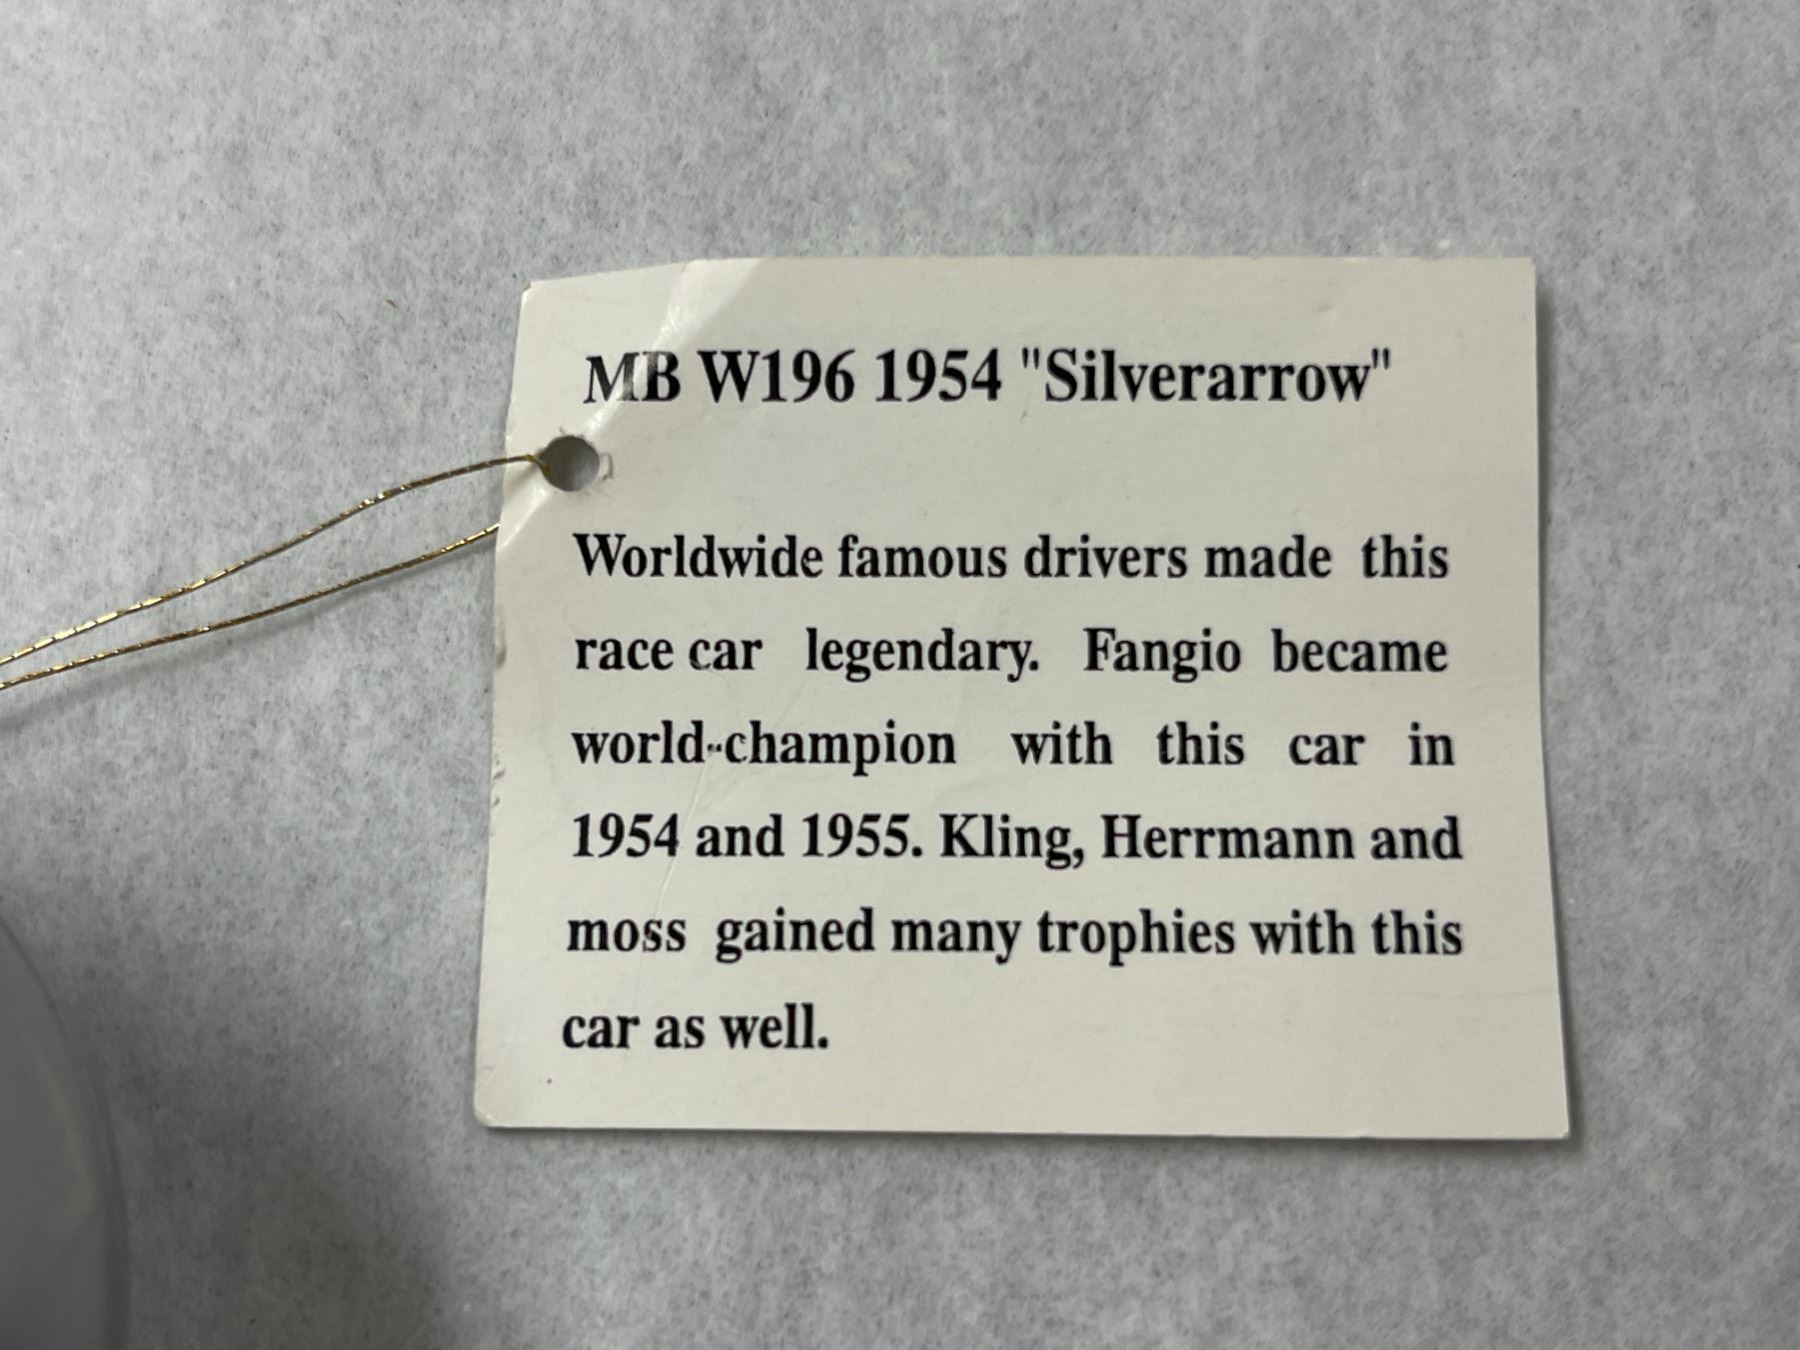 MB W196 1954 "Silverarrow"
Worldwide famous drivers made this
race car legendary. Fangio became
world-champion with this car in
1954 and 1955. Kling, Herrmann and
moss gained many trophies with this
car as well.